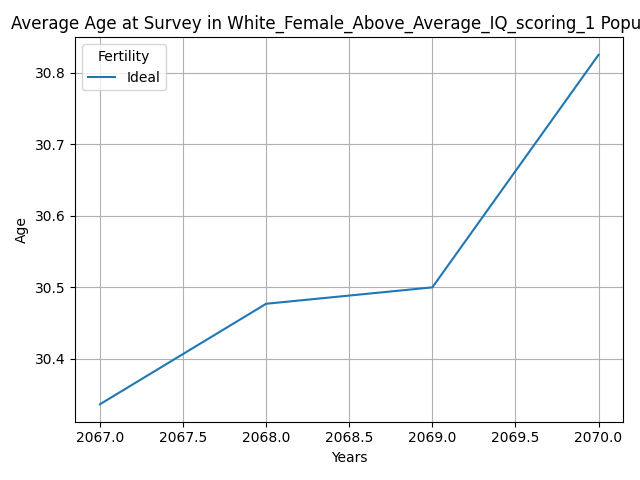 Average Age at Survey in White_Female_Above_Average_IQ_scoring_1 Popu
Fertility
Ideal
30.8
30.7
30.6
30.5
30.4
Age
2067.0 2067.5 2068.0 2068.5 2069.0 2069.5 2070.0
Years